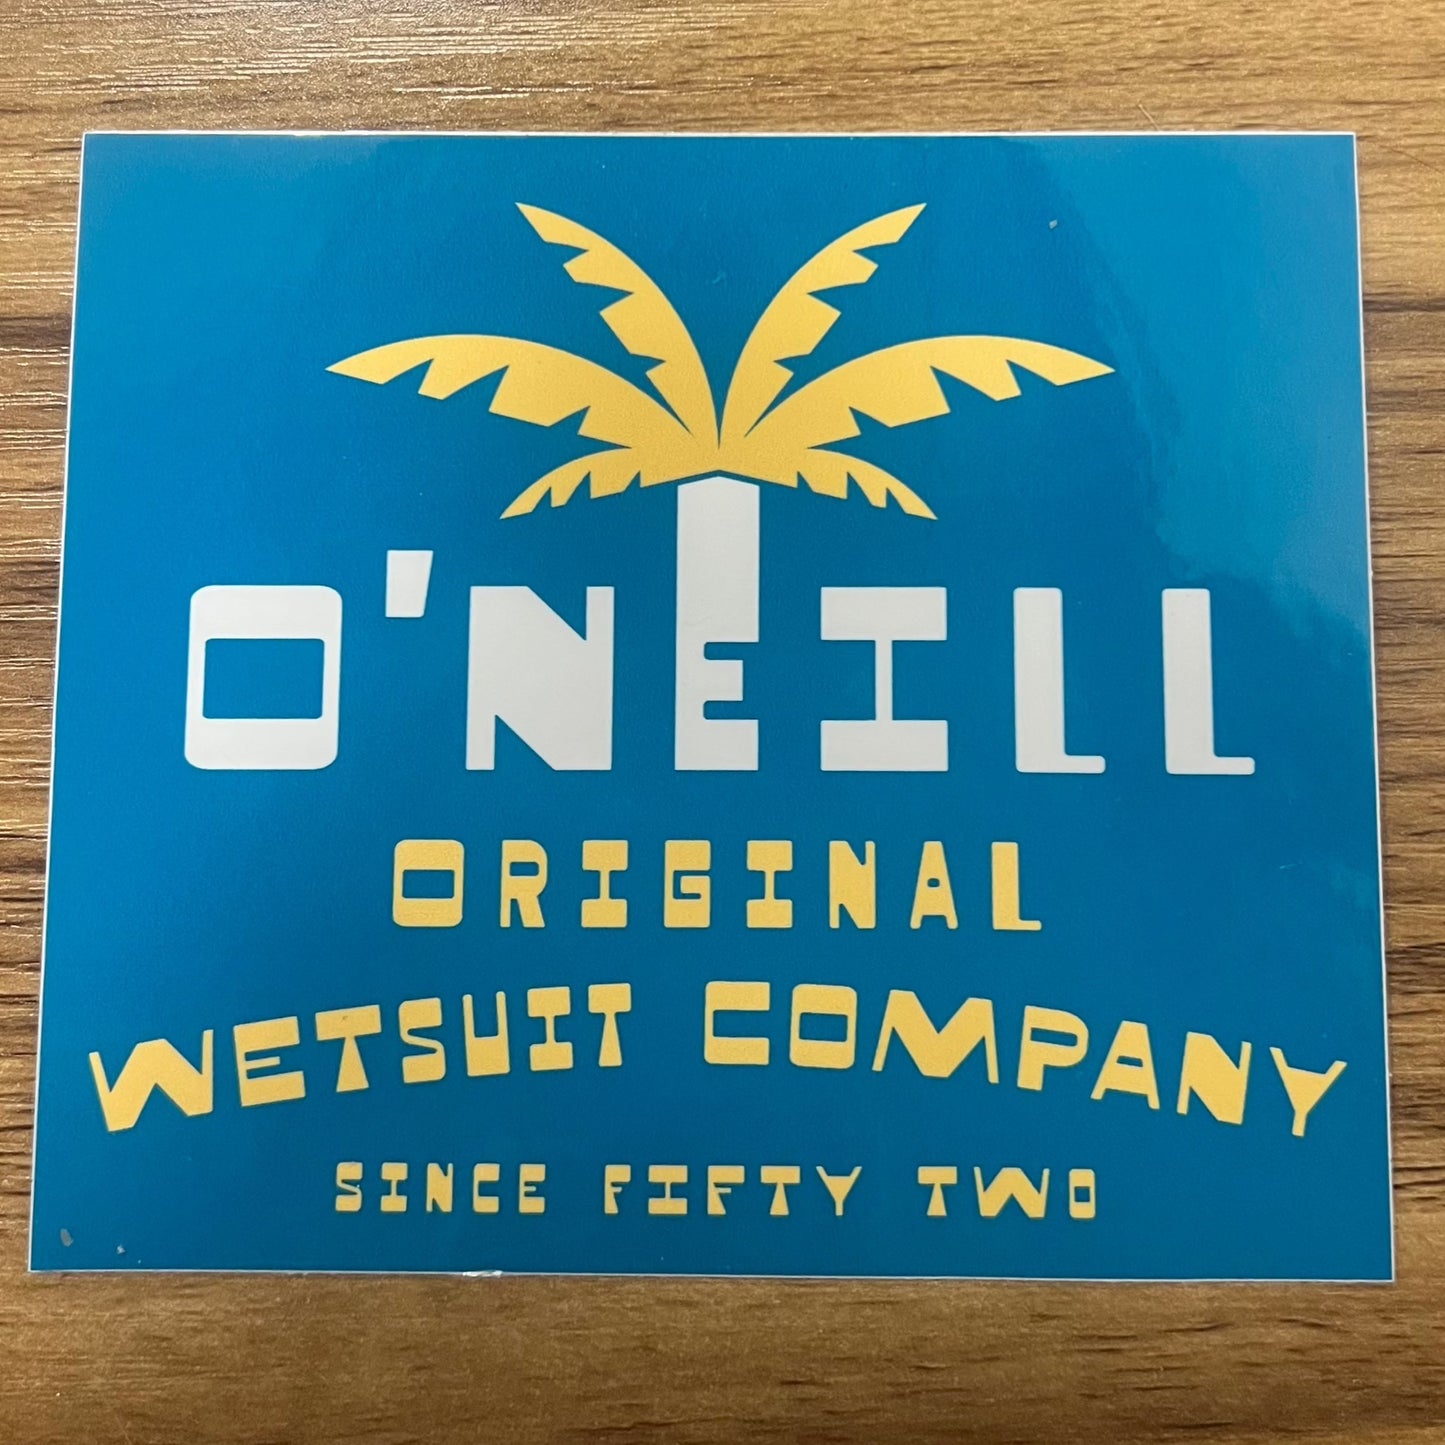 O'NEILL
ORIGINAL
WETSUIT COMPANY
SINCE FIFTY TWO